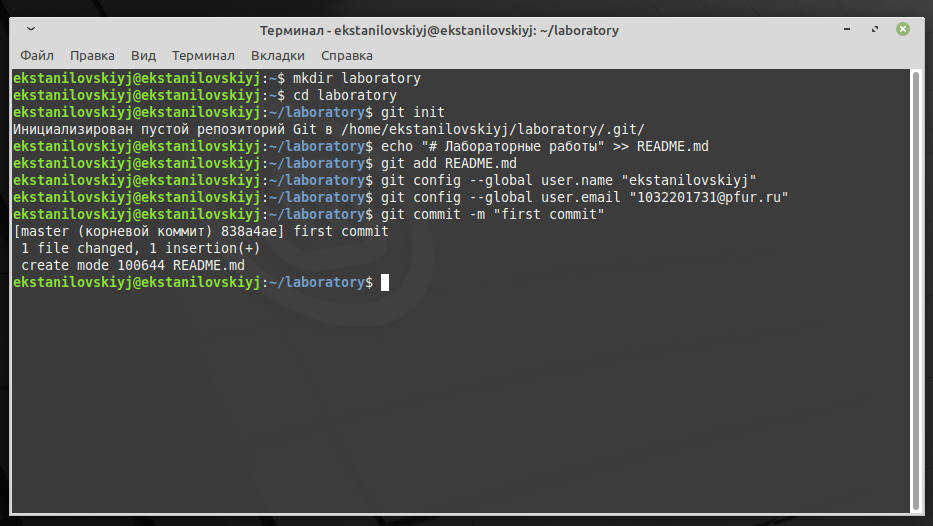 Терминал - ekstanilovskiyj@ekstanilovskiyj: ~/laboratory
Файл Правка Вид Терминал Вкладки Справка
ekstanilovskiyj@ekstanilovskiyj:~$ mkdir laboratory
ekstanilovskiyj@ekstanilovskiyj:~$ cd laboratory
ekstanilovskiyj@ekstanilovskiyj:~/laboratory$ git init
Инициализирован пустой репозиторий Git в /home/ekstanilovskiyj/laboratory/.git/
ekstanilovskiyj@ekstanilovskiyj:~/laboratory$ echo "# Лабораторные работы" >> README.md
ekstanilovskiyj@ekstanilovskiyj:~/laboratory$ git add README.md
ekstanilovskiyj@ekstanilovskiyj:~/laboratory$ git config --global user.name "ekstanilovskiyj"
ekstanilovskiyj@ekstanilovskiyj:~/laboratory$ git config --global user.email "1032201731@pfur.ru"
ekstanilovskiyj@ekstanilovskiyj:~/laboratory$ git commit -m "first commit"
[master (корневой коммит) 838a4ae] first commit
 1 file changed, 1 insertion(+)
 create mode 100644 README.md
ekstanilovskiyj@ekstanilovskiyj:~/laboratory$